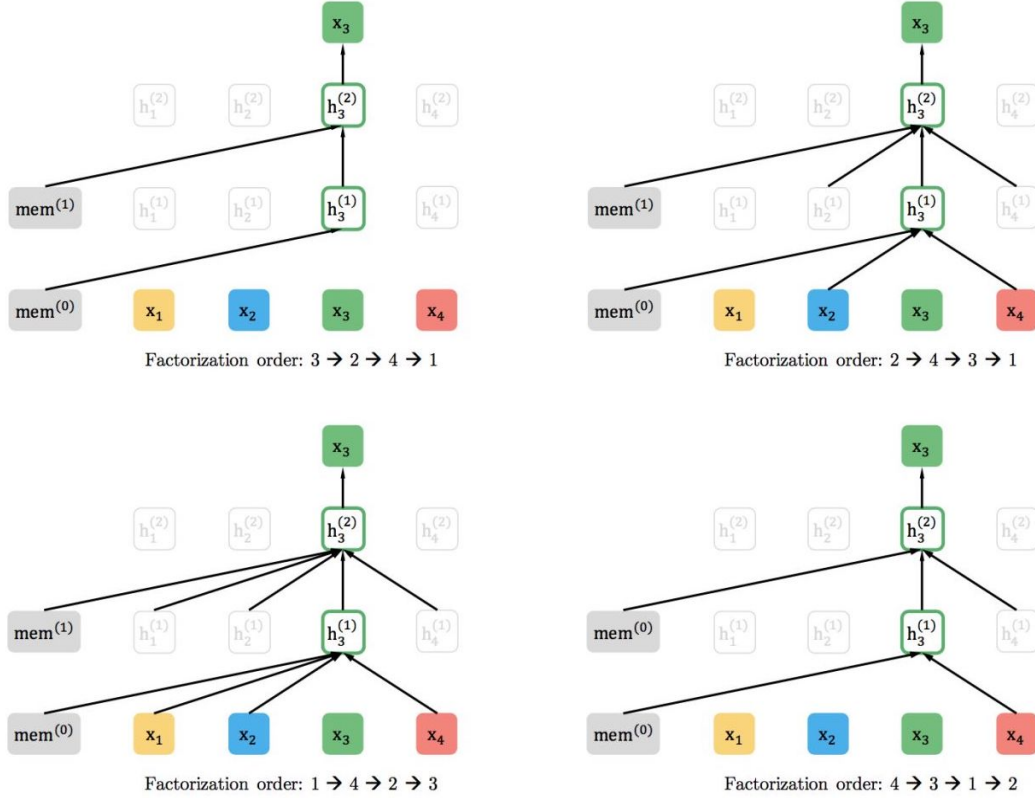 x₃
h₁⁽²⁾ h₂⁽²⁾ h₃⁽²⁾ h₄⁽²⁾
mem⁽¹⁾ h₁⁽¹⁾ h₂⁽¹⁾ h₃⁽¹⁾ h₄⁽¹⁾
mem⁽⁰⁾ x₁ x₂ x₃ x₄
Factorization order: 3 → 2 → 4 → 1
x₃
h₁⁽²⁾ h₂⁽²⁾ h₃⁽²⁾ h₄⁽²⁾
mem⁽¹⁾ h₁⁽¹⁾ h₂⁽¹⁾ h₃⁽¹⁾ h₄⁽¹⁾
mem⁽⁰⁾ x₁ x₂ x₃ x₄
Factorization order: 2 → 4 → 3 → 1
x₃
h₁⁽²⁾ h₂⁽²⁾ h₃⁽²⁾ h₄⁽²⁾
mem⁽¹⁾ h₁⁽¹⁾ h₂⁽¹⁾ h₃⁽¹⁾ h₄⁽¹⁾
mem⁽⁰⁾ x₁ x₂ x₃ x₄
Factorization order: 1 → 4 → 2 → 3
x₃
h₁⁽²⁾ h₂⁽²⁾ h₃⁽²⁾ h₄⁽²⁾
mem⁽⁰⁾ h₁⁽¹⁾ h₂⁽¹⁾ h₃⁽¹⁾ h₄⁽¹⁾
mem⁽⁰⁾ x₁ x₂ x₃ x₄
Factorization order: 4 → 3 → 1 → 2